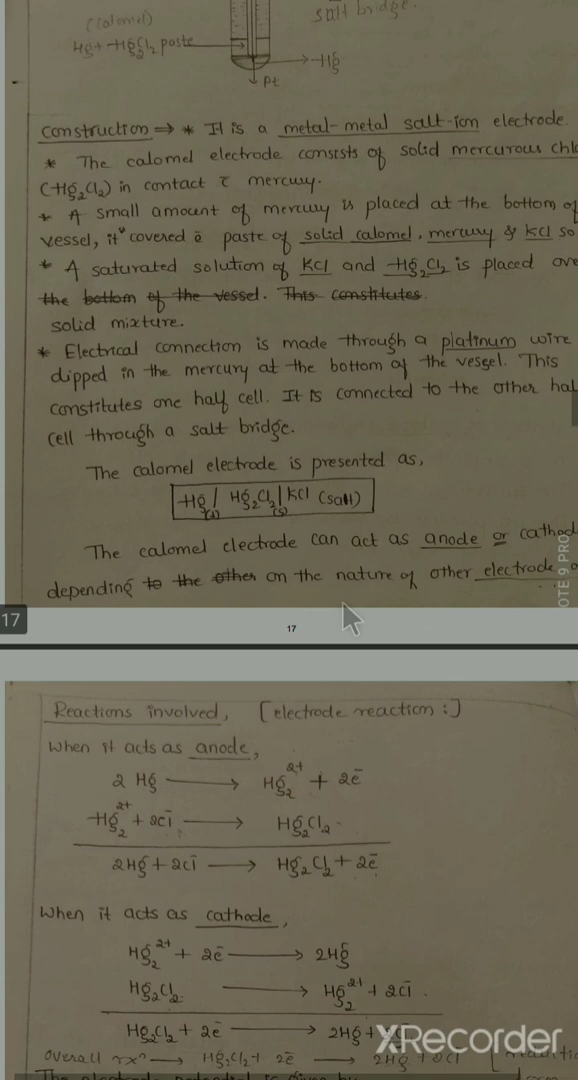 (Calomel)
salt bridge.
Hg + Hg2Cl2 paste
Hg
Pt
Construction ⇒ * It is a metal-metal salt-ion electrode.
* The calomel electrode consists of solid mercurous chlo
(Hg2Cl2) in contact c̄ mercury.
* A small amount of mercury is placed at the bottom of
vessel, it covered c̄ paste of solid calomel, mercury & KCl so
* A saturated solution of KCl and Hg2Cl2 is placed ove
the bottom of the vessel. This constitutes
solid mixture.
* Electrical connection is made through a platinum wire
dipped in the mercury at the bottom of the vessel. This
constitutes one half cell. It is connected to the other hal
cell through a salt bridge.
The calomel electrode is presented as,
Hg(l) | Hg2Cl2(s) | KCl (satd)
The calomel electrode can act as anode or cathod
depending to the other on the nature of other electrode
OTE 9 PRO
17
17
Reactions involved, [electrode reaction :]
When it acts as anode,
2 Hg ⟶ Hg2^2+ + 2ē
Hg2^2+ + 2Cl̄ ⟶ Hg2Cl2
2Hg + 2Cl̄ ⟶ Hg2Cl2 + 2ē
When it acts as cathode,
Hg2^2+ + 2ē ⟶ 2Hg
Hg2Cl2 ⟶ Hg2^2+ + 2Cl̄.
Hg2Cl2 + 2ē ⟶ 2Hg +
XRecorder
Overall rxn ⟶ Hg2Cl2 + 2ē ⟶ 2Hg + 2Cl